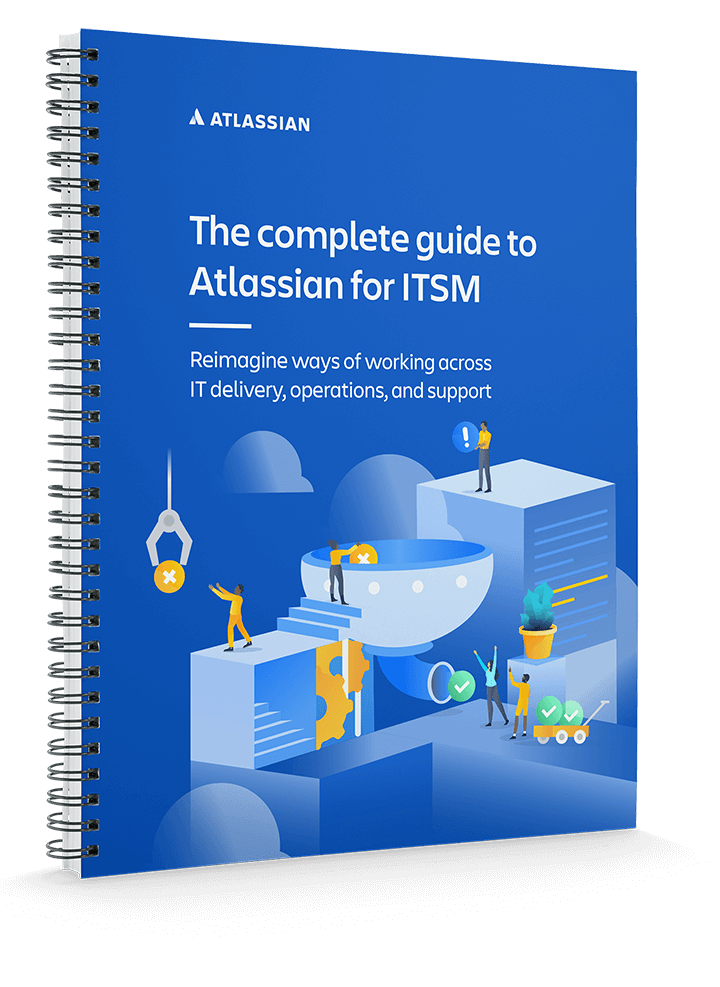 ATLASSIAN
The complete guide to
Atlassian for ITSM
Reimagine ways of working across
IT delivery, operations, and support
!